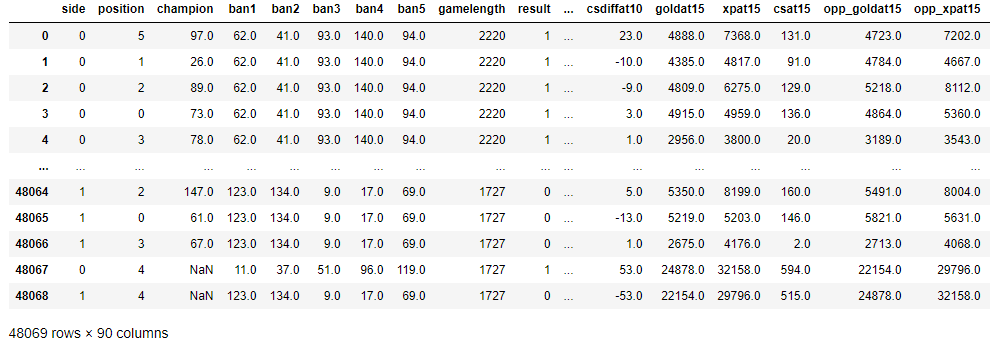 side position champion ban1 ban2 ban3 ban4 ban5 gamelength result ... csdiffat10 goldat15 xpat15 csat15 opp_goldat15 opp_xpat15
0 0 5 97.0 62.0 41.0 93.0 140.0 94.0 2220 1 ... 23.0 4888.0 7368.0 131.0 4723.0 7202.0
1 0 1 26.0 62.0 41.0 93.0 140.0 94.0 2220 1 ... -10.0 4385.0 4817.0 91.0 4784.0 4667.0
2 0 2 89.0 62.0 41.0 93.0 140.0 94.0 2220 1 ... -9.0 4809.0 6275.0 129.0 5218.0 8112.0
3 0 0 73.0 62.0 41.0 93.0 140.0 94.0 2220 1 ... 3.0 4915.0 4959.0 136.0 4864.0 5360.0
4 0 3 78.0 62.0 41.0 93.0 140.0 94.0 2220 1 ... 1.0 2956.0 3800.0 20.0 3189.0 3543.0
... ... ... ... ... ... ... ... ... ... ... ... ... ... ... ... ... ...
48064 1 2 147.0 123.0 134.0 9.0 17.0 69.0 1727 0 ... 5.0 5350.0 8199.0 160.0 5491.0 8004.0
48065 1 0 61.0 123.0 134.0 9.0 17.0 69.0 1727 0 ... -13.0 5219.0 5203.0 146.0 5821.0 5631.0
48066 1 3 67.0 123.0 134.0 9.0 17.0 69.0 1727 0 ... 1.0 2675.0 4176.0 2.0 2713.0 4068.0
48067 0 4 NaN 11.0 37.0 51.0 96.0 119.0 1727 1 ... 53.0 24878.0 32158.0 594.0 22154.0 29796.0
48068 1 4 NaN 123.0 134.0 9.0 17.0 69.0 1727 0 ... -53.0 22154.0 29796.0 515.0 24878.0 32158.0
48069 rows × 90 columns